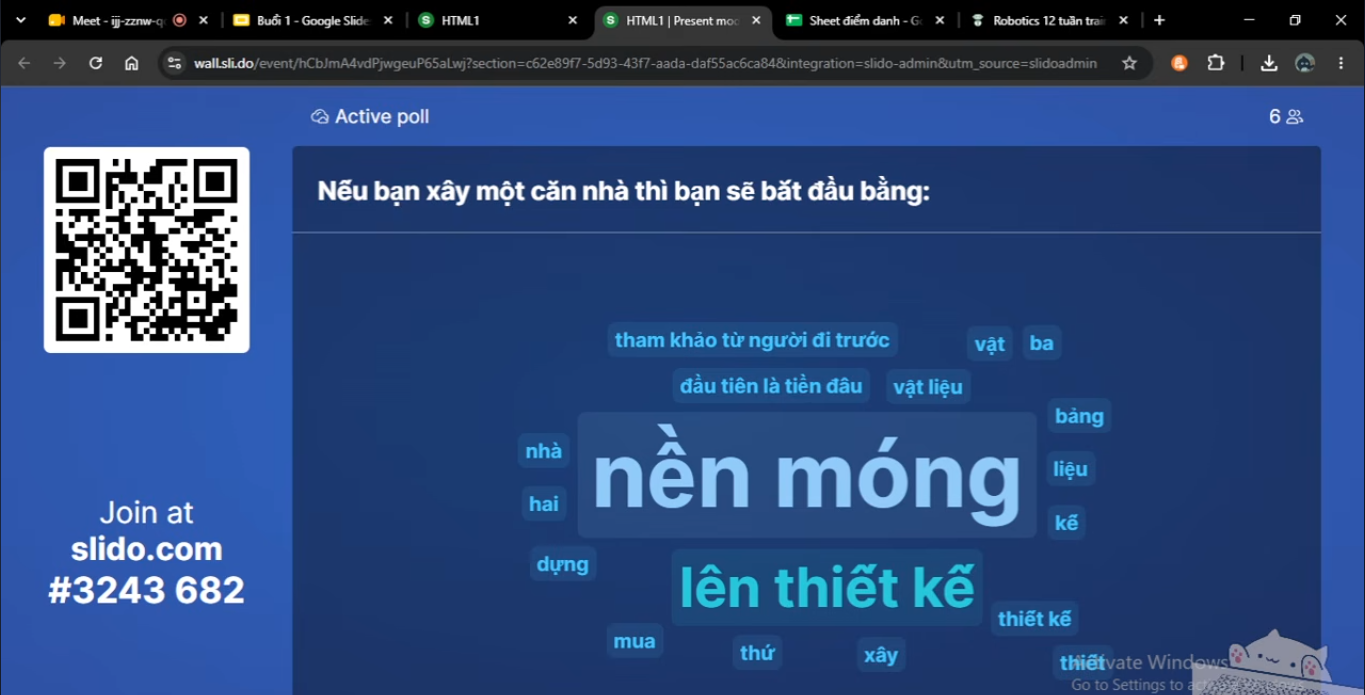 Meet - ijj-zznw-q
Buổi 1 - Google Slide
HTML1
HTML1 | Present mod
Sheet điểm danh - G
Robotics 12 tuần trai
wall.sli.do/event/hCbJmA4vdPjwgeuP65aLwj?section=c62e89f7-5d93-43f7-aada-daf55ac6ca84&integration=slido-admin&utm_source=slidoadmin
Active poll
6
Nếu bạn xây một căn nhà thì bạn sẽ bắt đầu bằng:
tham khảo từ người đi trước
vật
ba
đầu tiên là tiền đâu
vật liệu
bảng
nhà
nền móng
liệu
hai
kế
dựng
lên thiết kế
thiết kế
mua
thứ
xây
thiết
Join at
slido.com
#3243 682
Activate Windows
Go to Settings to